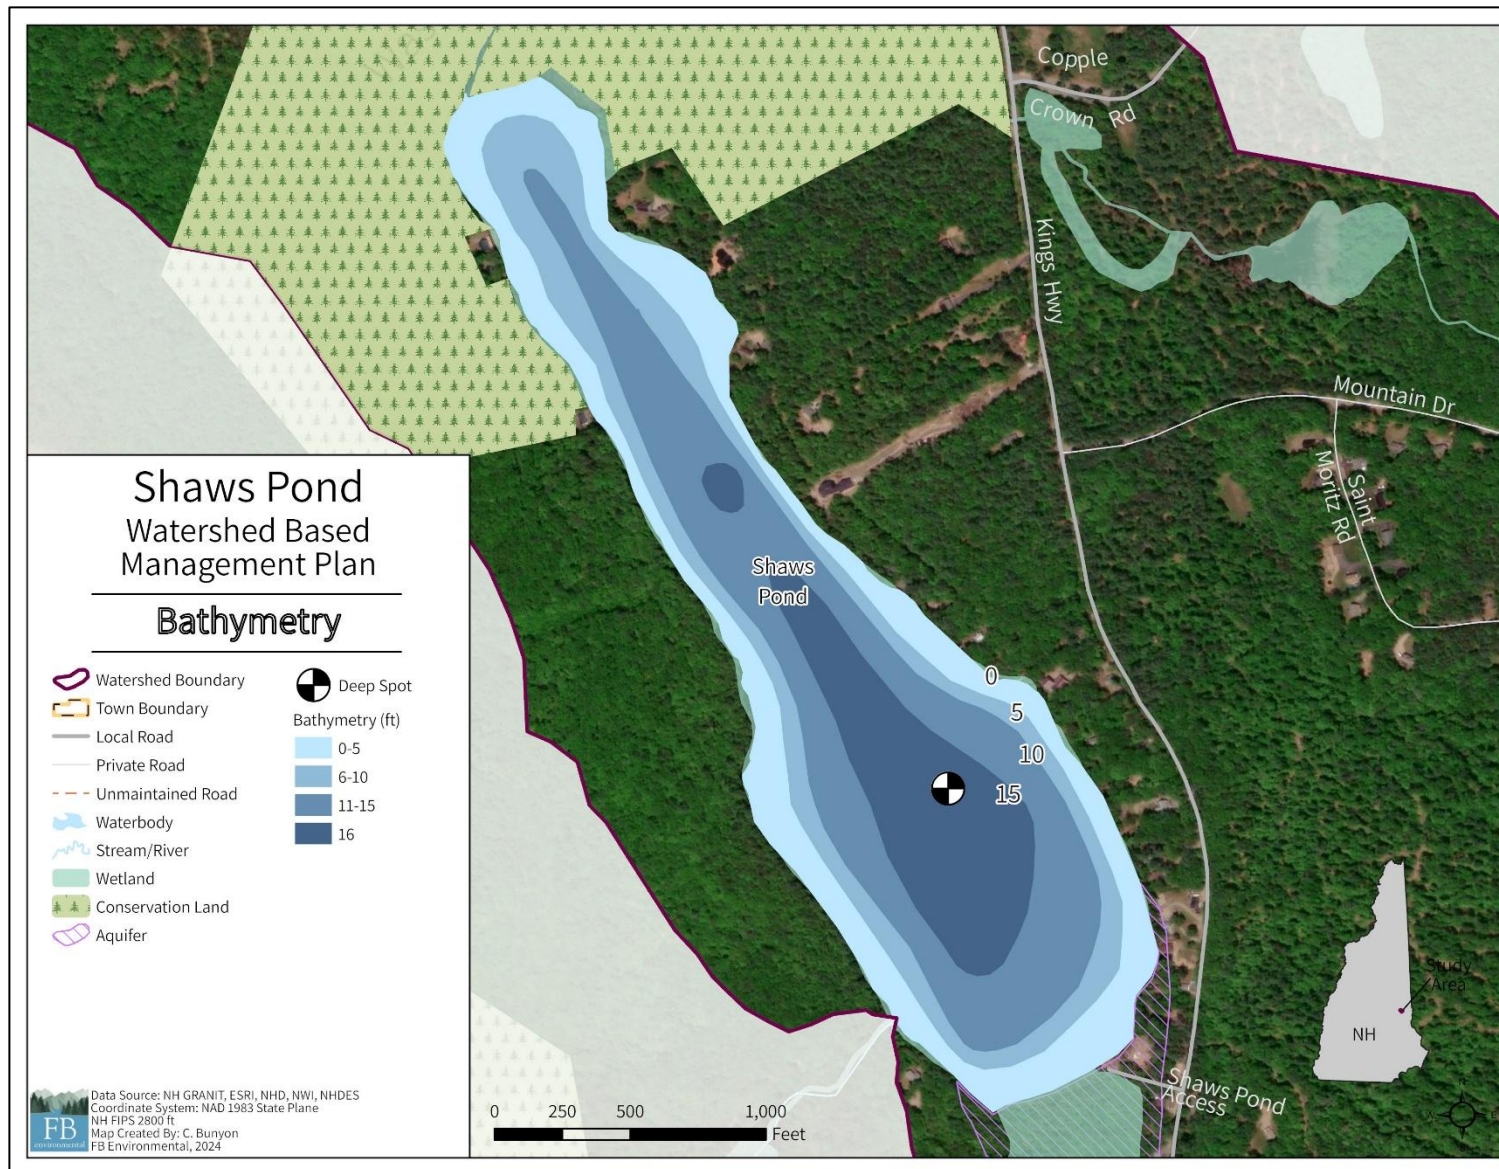 Shaws Pond
Watershed Based
Management Plan
Bathymetry
Watershed Boundary
Town Boundary
Local Road
Private Road
Unmaintained Road
Waterbody
Stream/River
Wetland
Conservation Land
Aquifer
Deep Spot
Bathymetry (ft)
0-5
6-10
11-15
16
FB
environmental
Data Source: NH GRANIT, ESRI, NHD, NWI, NHDES
Coordinate System: NAD 1983 State Plane
NH FIPS 2800 ft
Map Created By: C. Bunyon
FB Environmental, 2024
0 250 500 1,000
Feet
Copple
Crown Rd
Kings Hwy
Mountain Dr
Saint
Moritz Rd
Shaws
Pond
0
5
10
15
Shaws Pond
Access
Study
Area
NH
N
W E
S